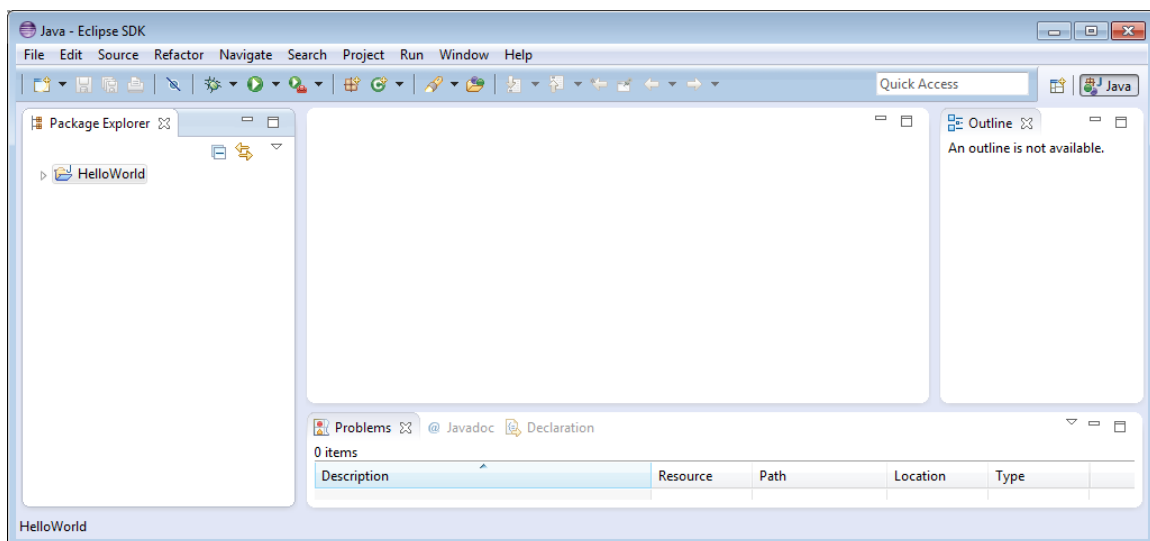 Java - Eclipse SDK
File Edit Source Refactor Navigate Search Project Run Window Help
Quick Access
Java
Package Explorer
HelloWorld
Outline
An outline is not available.
Problems @ Javadoc Declaration
0 items
Description Resource Path Location Type
HelloWorld